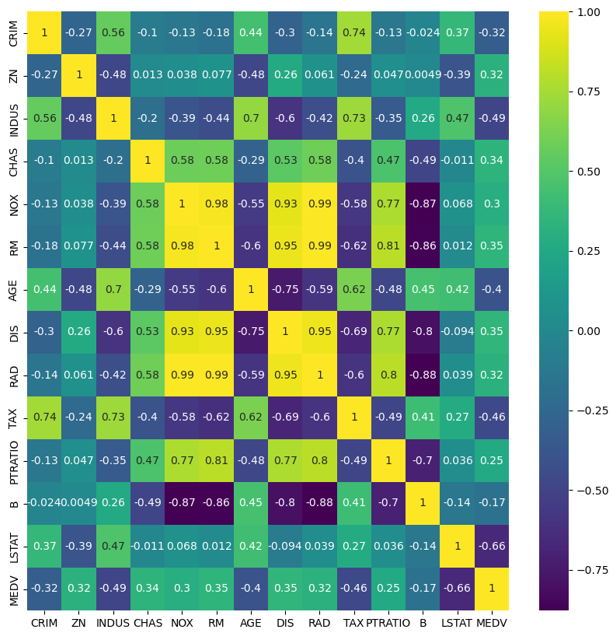 CRIM 1 -0.27 0.56 -0.1 -0.13 -0.18 0.44 -0.3 -0.14 0.74 -0.13 -0.024 0.37 -0.32
ZN -0.27 1 -0.48 0.013 0.038 0.077 -0.48 0.26 0.061 -0.24 0.047 0.0049 -0.39 0.32
INDUS 0.56 -0.48 1 -0.2 -0.39 -0.44 0.7 -0.6 -0.42 0.73 -0.35 0.26 0.47 -0.49
CHAS -0.1 0.013 -0.2 1 0.58 0.58 -0.29 0.53 0.58 -0.4 0.47 -0.49 -0.011 0.34
NOX -0.13 0.038 -0.39 0.58 1 0.98 -0.55 0.93 0.99 -0.58 0.77 -0.87 0.068 0.3
RM -0.18 0.077 -0.44 0.58 0.98 1 -0.6 0.95 0.99 -0.62 0.81 -0.86 0.012 0.35
AGE 0.44 -0.48 0.7 -0.29 -0.55 -0.6 1 -0.75 -0.59 0.62 -0.48 0.45 0.42 -0.4
DIS -0.3 0.26 -0.6 0.53 0.93 0.95 -0.75 1 0.95 -0.69 0.77 -0.8 -0.094 0.35
RAD -0.14 0.061 -0.42 0.58 0.99 0.99 -0.59 0.95 1 -0.6 0.8 -0.88 0.039 0.32
TAX 0.74 -0.24 0.73 -0.4 -0.58 -0.62 0.62 -0.69 -0.6 1 -0.49 0.41 0.27 -0.46
PTRATIO -0.13 0.047 -0.35 0.47 0.77 0.81 -0.48 0.77 0.8 -0.49 1 -0.7 0.036 0.25
B -0.024 0.0049 0.26 -0.49 -0.87 -0.86 0.45 -0.8 -0.88 0.41 -0.7 1 -0.14 -0.17
LSTAT 0.37 -0.39 0.47 -0.011 0.068 0.012 0.42 -0.094 0.039 0.27 0.036 -0.14 1 -0.66
MEDV -0.32 0.32 -0.49 0.34 0.3 0.35 -0.4 0.35 0.32 -0.46 0.25 -0.17 -0.66 1
CRIM ZN INDUS CHAS NOX RM AGE DIS RAD TAX PTRATIO B LSTAT MEDV
1.00
0.75
0.50
0.25
0.00
−0.25
−0.50
−0.75